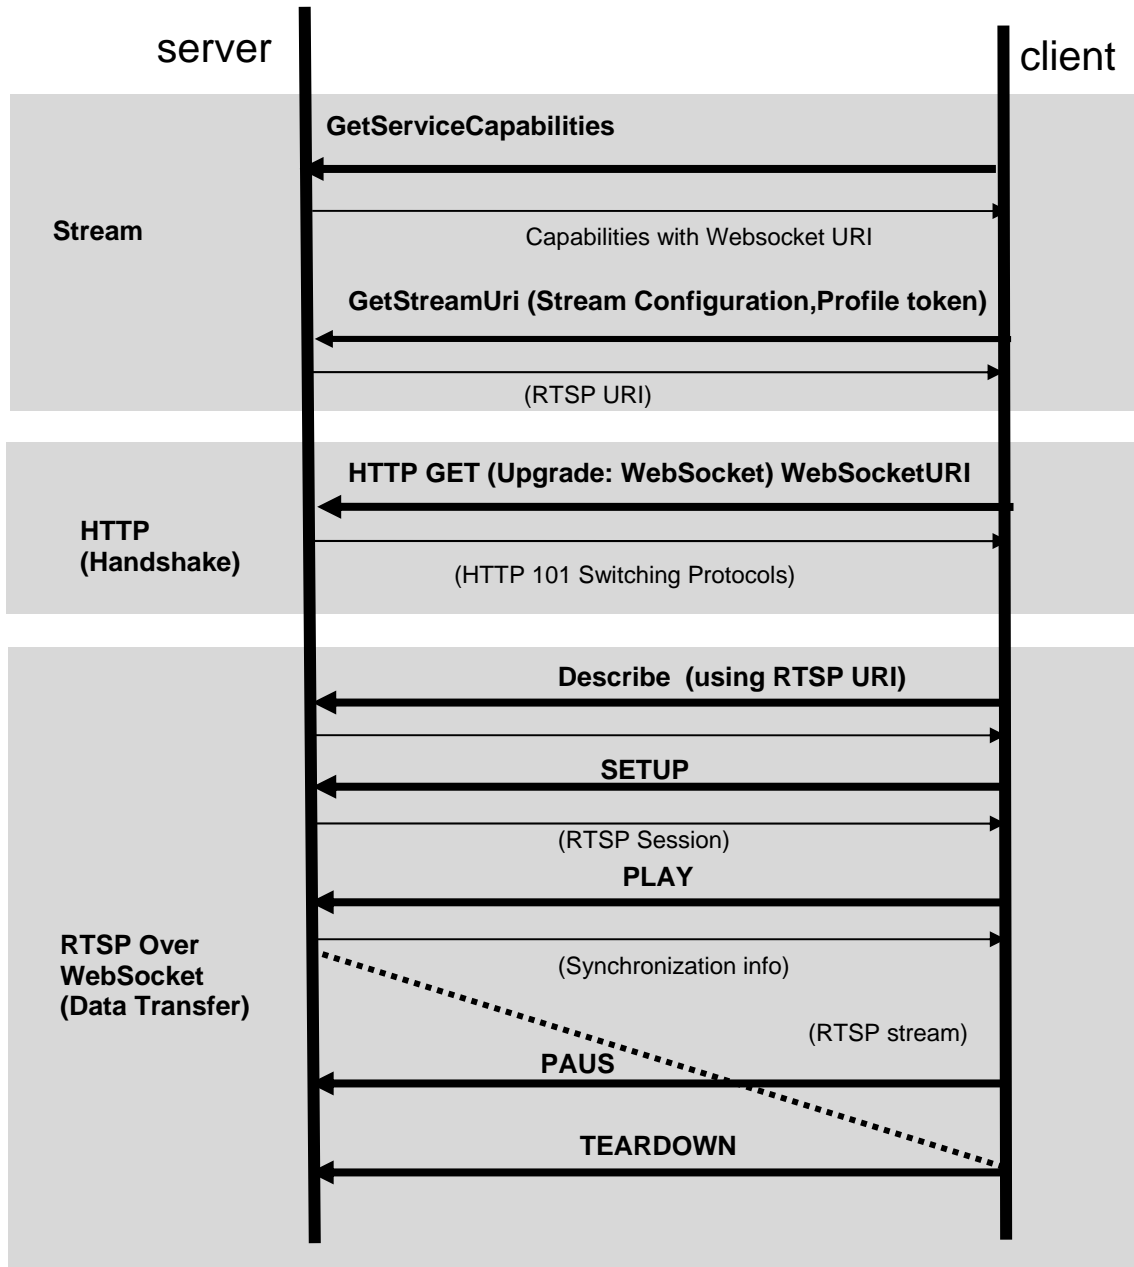 server
client
GetServiceCapabilities
Stream
Capabilities with Websocket URI
GetStreamUri (Stream Configuration,Profile token)
(RTSP URI)
HTTP GET (Upgrade: WebSocket) WebSocketURI
HTTP
(Handshake)
(HTTP 101 Switching Protocols)
Describe  (using RTSP URI)
SETUP
(RTSP Session)
PLAY
RTSP Over
WebSocket
(Data Transfer)
(Synchronization info)
(RTSP stream)
PAUS
TEARDOWN